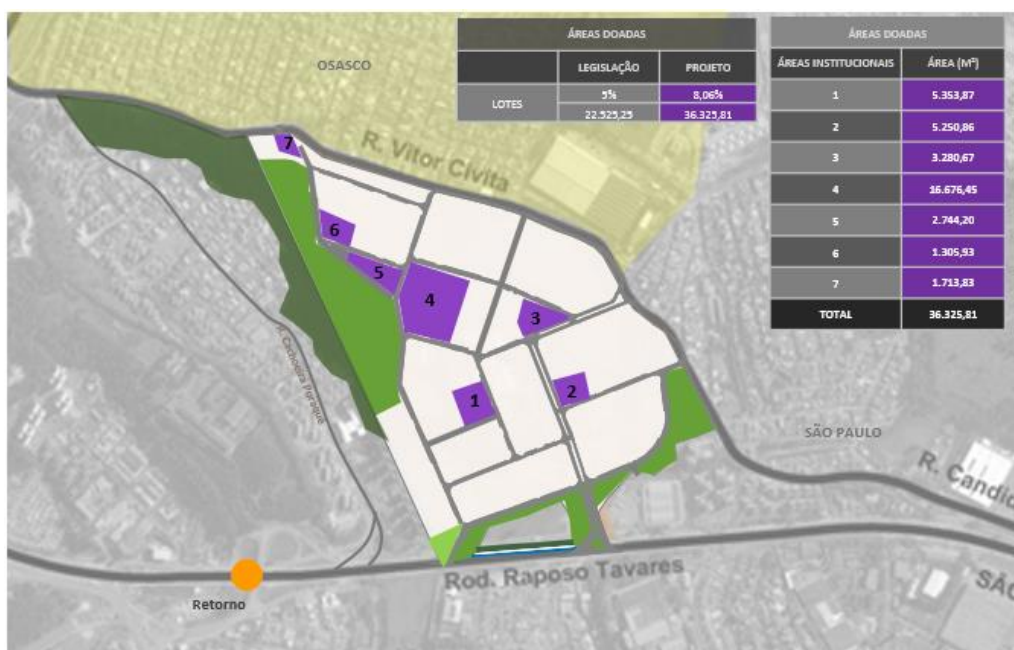 ÁREAS DOADAS
LEGISLAÇÃO PROJETO
LOTES 5% 8,06%
22.525,25 36.325,81
ÁREAS DOADAS
ÁREAS INSTITUCIONAIS ÁREA (M²)
1 5.353,87
2 5.250,86
3 3.280,67
4 16.676,45
5 2.744,20
6 1.305,93
7 1.713,83
TOTAL 36.325,81
OSASCO
R. Vitor Civita
7
6
5
4
3
2
1
R. Cachoeira Poraquê
SÃO PAULO
R. Candid
Rod. Raposo Tavares
SÃO
Retorno